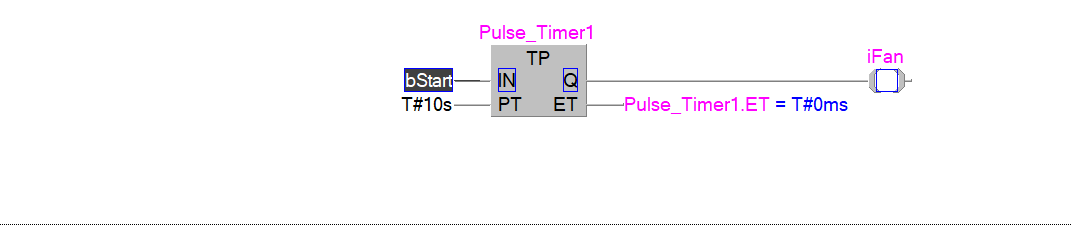 Pulse_Timer1
TP
iFan
bStart IN Q
T#10s PT ET Pulse_Timer1.ET = T#0ms